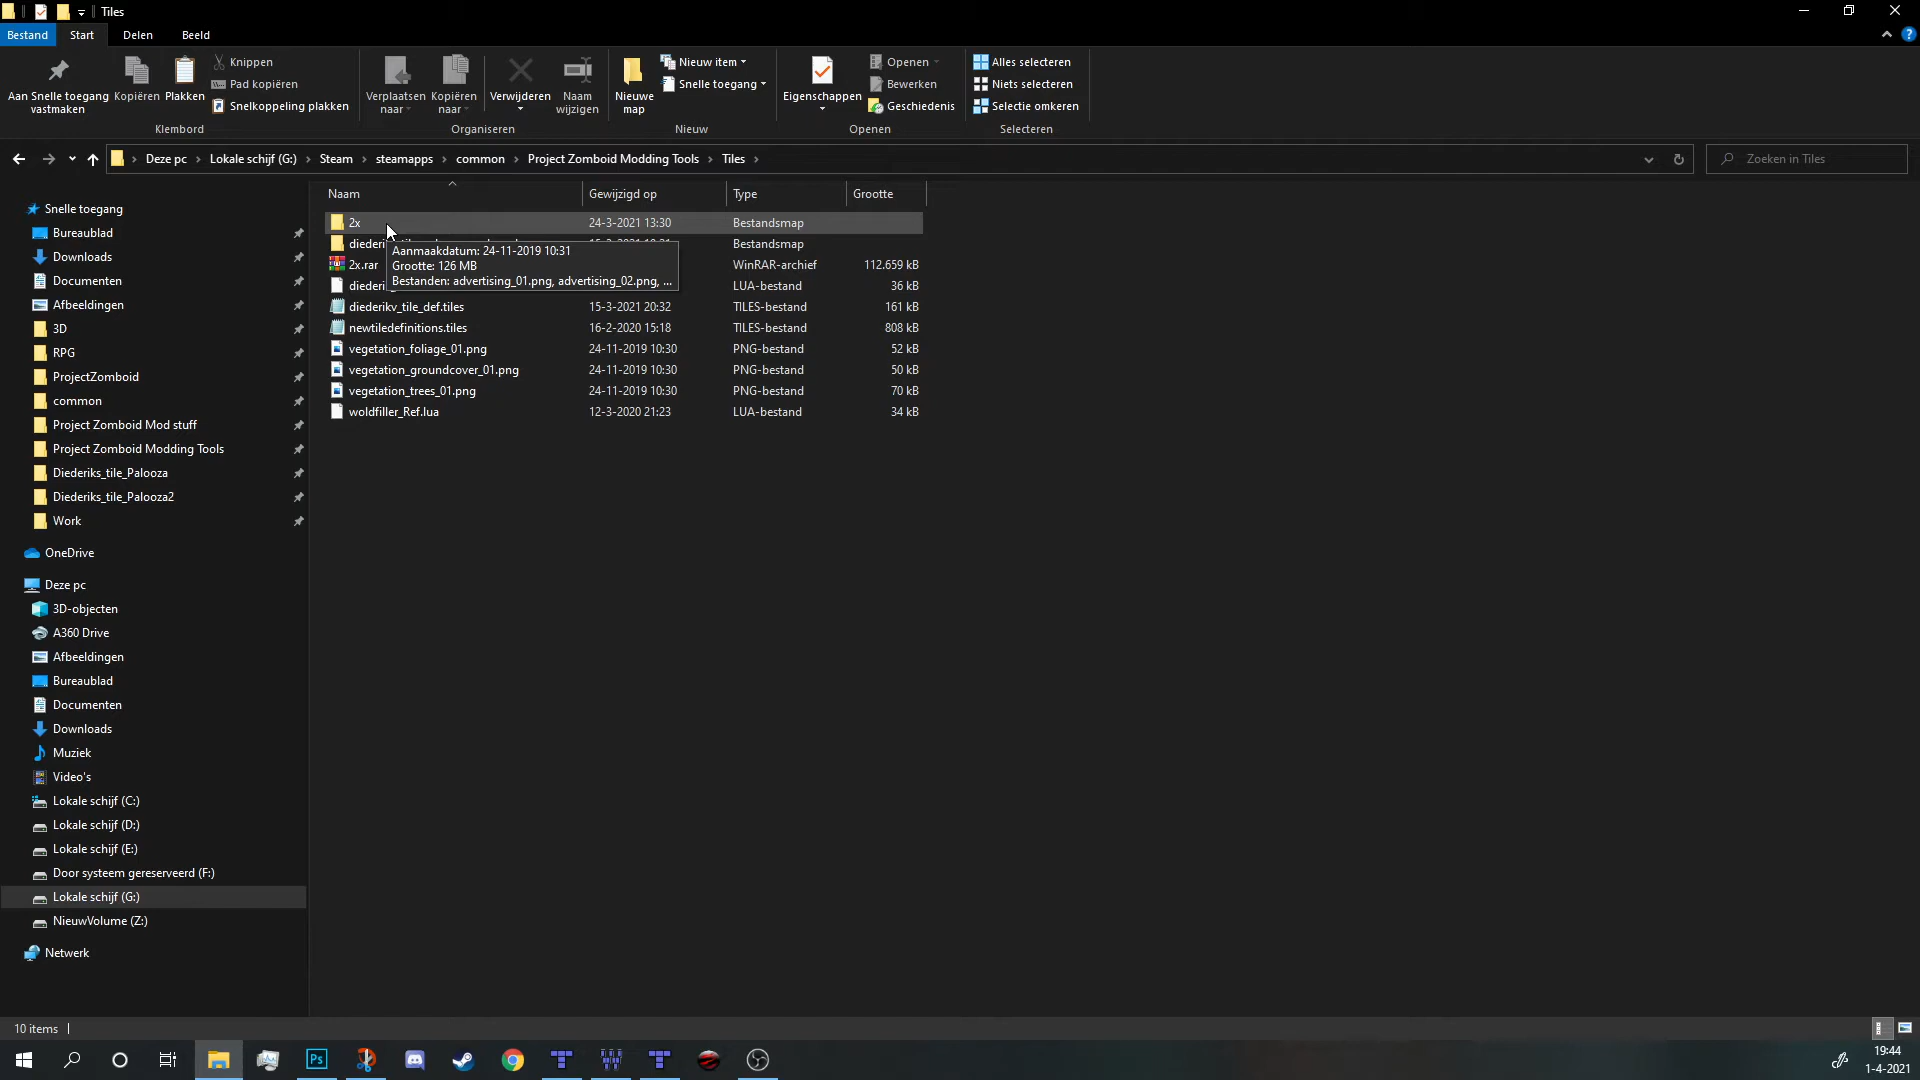 Tiles
Bestand Start Delen Beeld
Aan Snelle toegang vastmaken
Kopiëren
Plakken
Knippen
Pad kopiëren
Snelkoppeling plakken
Klembord
Verplaatsen naar
Kopiëren naar
Verwijderen
Naam wijzigen
Organiseren
Nieuwe map
Nieuw item
Snelle toegang
Nieuw
Eigenschappen
Openen
Bewerken
Geschiedenis
Openen
Alles selecteren
Niets selecteren
Selectie omkeren
Selecteren
Deze pc Lokale schijf (G:) Steam steamapps common Project Zomboid Modding Tools Tiles
Zoeken in Tiles
Snelle toegang
Bureaublad
Downloads
Documenten
Afbeeldingen
3D
RPG
ProjectZomboid
common
Project Zomboid Mod stuff
Project Zomboid Modding Tools
Diederiks_tile_Palooza
Diederiks_tile_Palooza2
Work
OneDrive
Deze pc
3D-objecten
A360 Drive
Afbeeldingen
Bureaublad
Documenten
Downloads
Muziek
Video's
Lokale schijf (C:)
Lokale schijf (D:)
Lokale schijf (E:)
Door systeem gereserveerd (F:)
Lokale schijf (G:)
NieuwVolume (Z:)
Netwerk
Naam Gewijzigd op Type Grootte
2x 24-3-2021 13:30 Bestandsmap
Bestandsmap
2x.rar WinRAR-archief 112.659 kB
LUA-bestand 36 kB
diederikv_tile_def.tiles 15-3-2021 20:32 TILES-bestand 161 kB
newtiledefinitions.tiles 16-2-2020 15:18 TILES-bestand 808 kB
vegetation_foliage_01.png 24-11-2019 10:30 PNG-bestand 52 kB
vegetation_groundcover_01.png 24-11-2019 10:30 PNG-bestand 50 kB
vegetation_trees_01.png 24-11-2019 10:30 PNG-bestand 70 kB
woldfiller_Ref.lua 12-3-2020 21:23 LUA-bestand 34 kB
Aanmaakdatum: 24-11-2019 10:31
Grootte: 126 MB
Bestanden: advertising_01.png, advertising_02.png, ...
10 items
Ps
19:44
1-4-2021